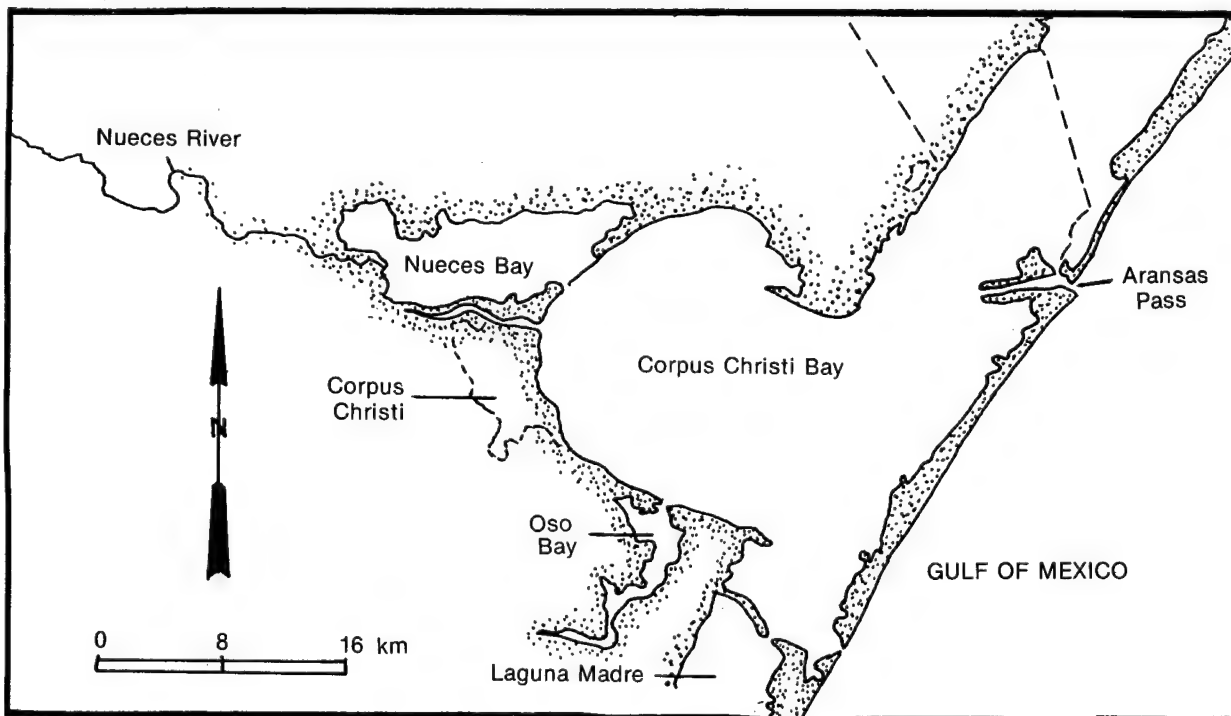 Nueces River
Nueces Bay
Aransas
Pass
Corpus Christi Bay
Corpus
Christi
N
Oso
Bay
GULF OF MEXICO
0 8 16 km
Laguna Madre